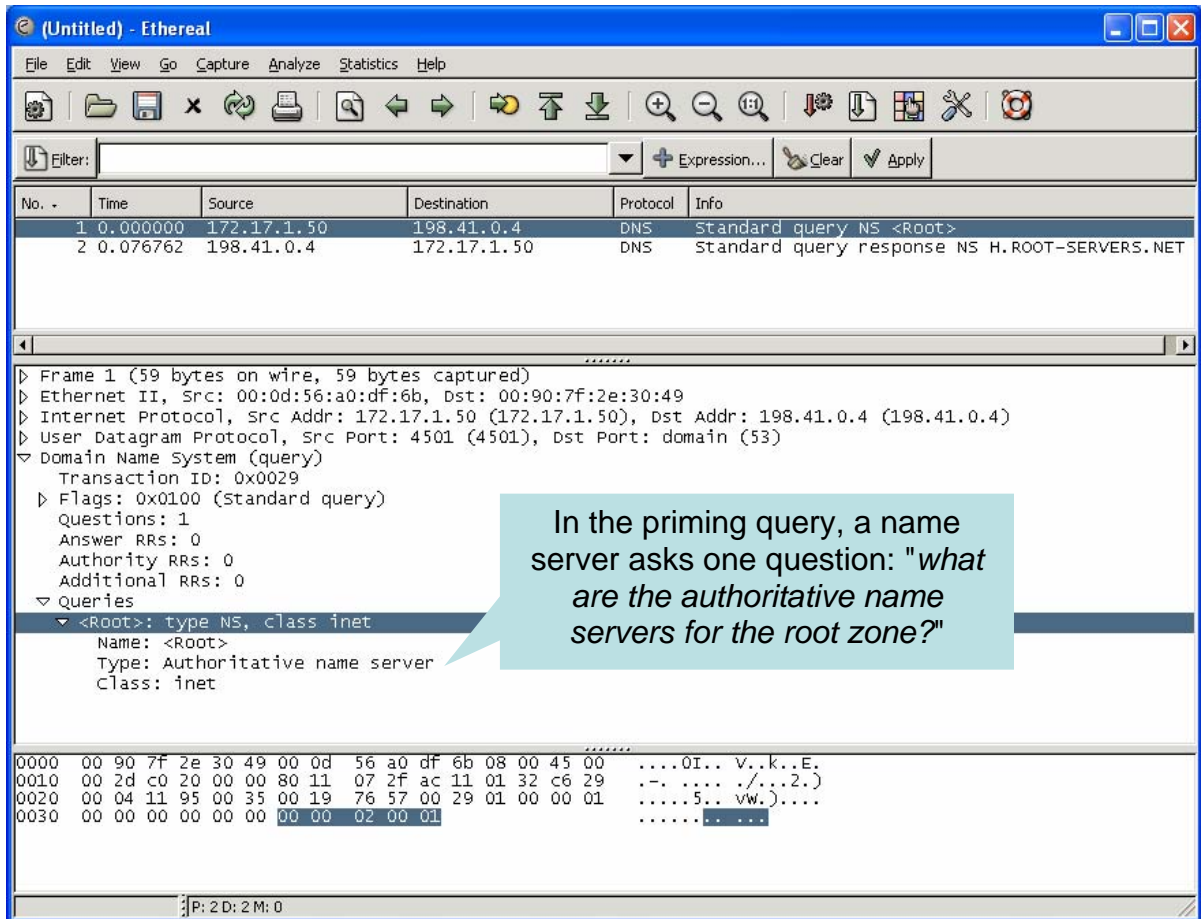 (Untitled) - Ethereal
File Edit View Go Capture Analyze Statistics Help
Filter: Expression... Clear Apply
No. Time Source Destination Protocol Info
1 0.000000 172.17.1.50 198.41.0.4 DNS Standard query NS <Root>
2 0.076762 198.41.0.4 172.17.1.50 DNS Standard query response NS H.ROOT-SERVERS.NET
Frame 1 (59 bytes on wire, 59 bytes captured)
Ethernet II, Src: 00:0d:56:a0:df:6b, Dst: 00:90:7f:2e:30:49
Internet Protocol, Src Addr: 172.17.1.50 (172.17.1.50), Dst Addr: 198.41.0.4 (198.41.0.4)
User Datagram Protocol, Src Port: 4501 (4501), Dst Port: domain (53)
Domain Name System (query)
Transaction ID: 0x0029
Flags: 0x0100 (Standard query)
Questions: 1
Answer RRs: 0
Authority RRs: 0
Additional RRs: 0
Queries
<Root>: type NS, class inet
Name: <Root>
Type: Authoritative name server
Class: inet
In the priming query, a name
server asks one question: "what
are the authoritative name
servers for the root zone?"
0000 00 90 7f 2e 30 49 00 0d 56 a0 df 6b 08 00 45 00 ....0I.. V..k..E.
0010 00 2d c0 20 00 00 80 11 07 2f ac 11 01 32 c6 29 .-. .... ./...2.)
0020 00 04 11 95 00 35 00 19 76 57 00 29 01 00 00 01 .....5.. vW.)....
0030 00 00 00 00 00 00 00 00 00 02 00 01 ........ ....
P: 2 D: 2 M: 0